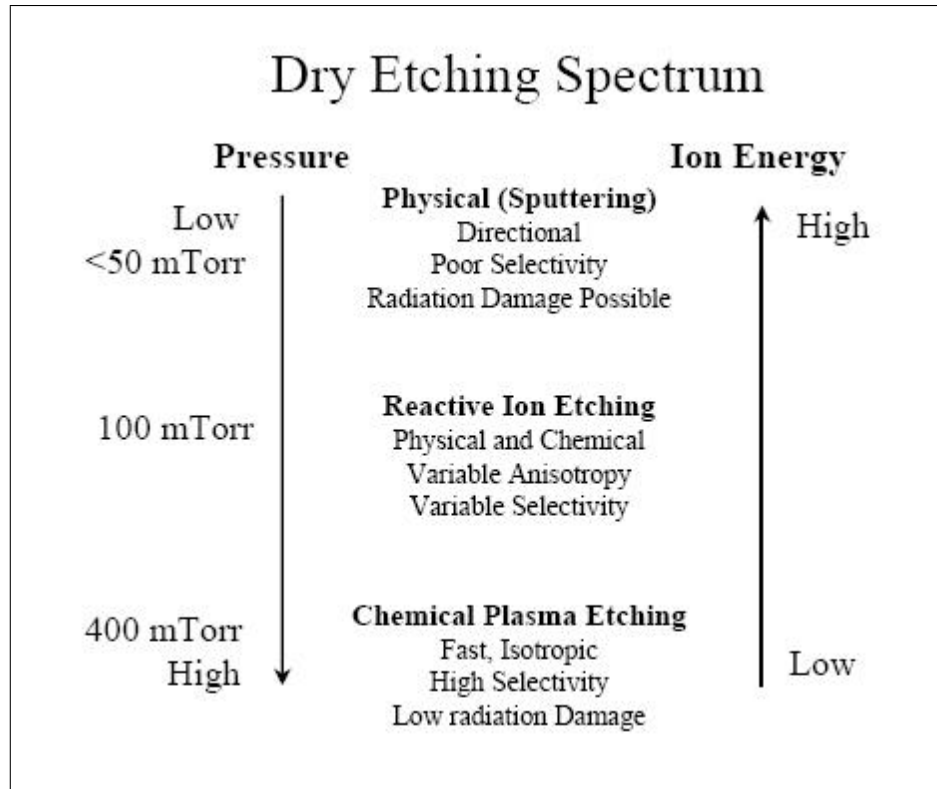 Dry Etching Spectrum
Pressure
Ion Energy
Low
<50 mTorr
Physical (Sputtering)
Directional
Poor Selectivity
Radiation Damage Possible
High
100 mTorr
Reactive Ion Etching
Physical and Chemical
Variable Anisotropy
Variable Selectivity
400 mTorr
High
Chemical Plasma Etching
Fast, Isotropic
High Selectivity
Low radiation Damage
Low